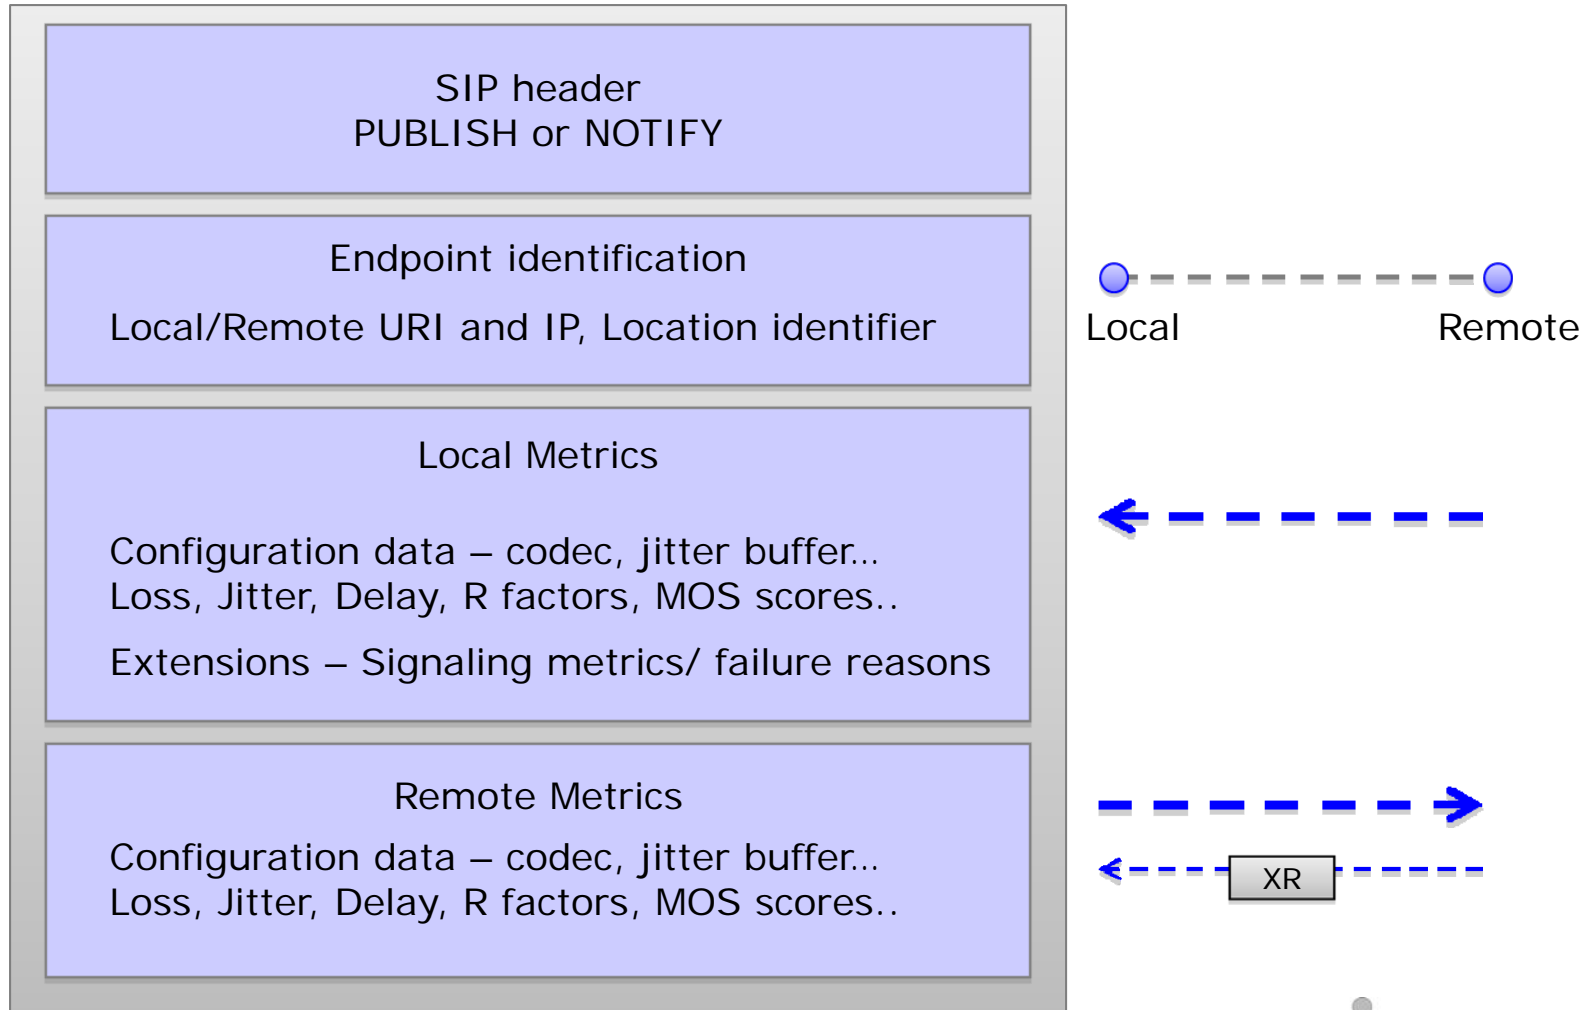 SIP header
PUBLISH or NOTIFY
Endpoint identification
Local/Remote URI and IP, Location identifier
Local
Remote
Local Metrics
Configuration data – codec, jitter buffer...
Loss, Jitter, Delay, R factors, MOS scores..
Extensions – Signaling metrics/ failure reasons
Remote Metrics
Configuration data – codec, jitter buffer...
Loss, Jitter, Delay, R factors, MOS scores..
XR